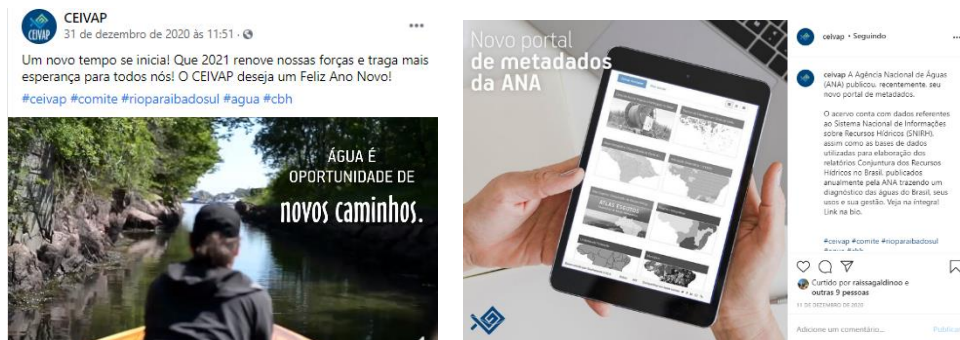 CEIVAP
31 de dezembro de 2020 às 11:51
Um novo tempo se inicia! Que 2021 renove nossas forças e traga mais
esperança para todos nós! O CEIVAP deseja um Feliz Ano Novo!
#ceivap #comite #rioparaibadosul #agua #cbh
ÁGUA É
OPORTUNIDADE DE
novos caminhos.
Novo portal
de metadados
da ANA
ceivap • Seguindo
ceivap A Agência Nacional de Águas
(ANA) publicou, recentemente, seu
novo portal de metadados.
O acervo conta com dados referentes
ao Sistema Nacional de Informações
sobre Recursos Hídricos (SNIRH),
assim como as bases de dados
utilizadas para elaboração dos
relatórios Conjuntura dos Recursos
Hídricos no Brasil, publicados
anualmente pela ANA trazendo um
diagnóstico das águas do Brasil, seus
usos e sua gestão. Veja na íntegra!
Link na bio.
#ceivap #comite #rioparaibadosul
Curtido por raissagaldinoo e
outras 9 pessoas
11 DE DEZEMBRO DE 2020
Adicione um comentário...
Publicar